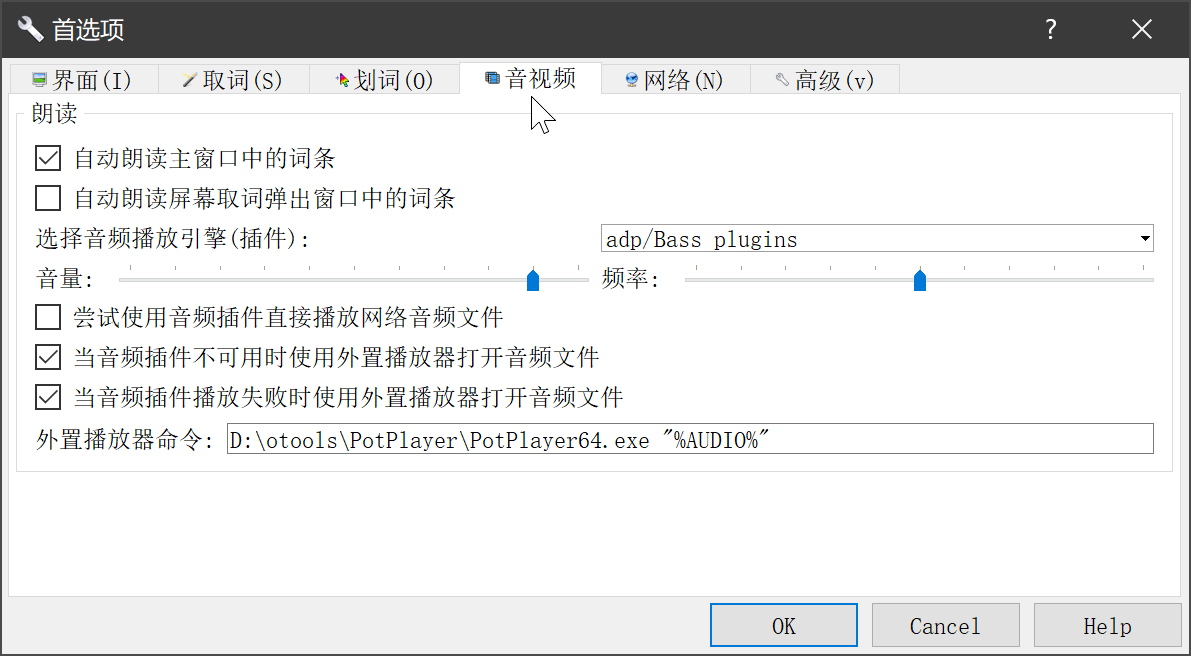 首选项
界面(I) 取词(S) 划词(O) 音视频 网络(N) 高级(v)
朗读
自动朗读主窗口中的词条
自动朗读屏幕取词弹出窗口中的词条
选择音频播放引擎(插件): adp/Bass plugins
音量: 频率:
尝试使用音频插件直接播放网络音频文件
当音频插件不可用时使用外置播放器打开音频文件
当音频插件播放失败时使用外置播放器打开音频文件
外置播放器命令: D:\otools\PotPlayer\PotPlayer64.exe "%AUDIO%"
OK Cancel Help